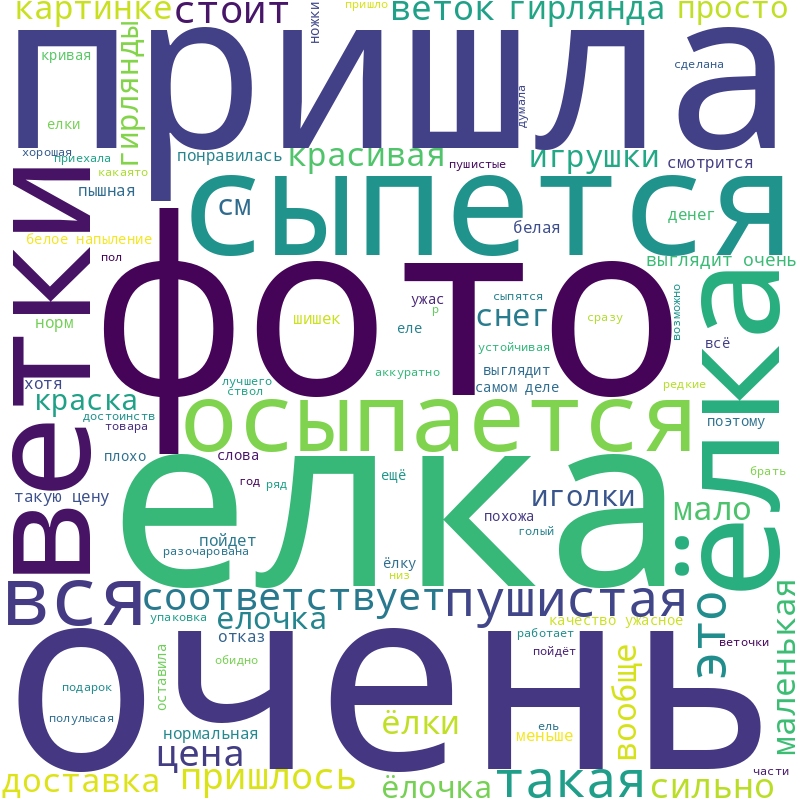 картинке стоит ножки пришло веток гирлянда просто
пришла
кривая гирлянды думала сделана
елки
хорошая приехала какаято понравилась красивая пушистые игрушки смотрится
ветки пышная сыпется
см белая денег
белое напыление пол выглядит очень
фото
ёлка
ужас сыпятся р возможно
норм шишек еле снег сразу всё
хотя устойчивая
лучшего ствол аккуратно выглядит самом деле редкие
краска достоинств товара осыпается поэтому
плохо слова
елка
год ряд ещё брать
такую цену иголки мало
похожа голый
пойдет разочарована ёлку низ
вся соответствует пушистая
упаковка елочка качество ужасное это маленькая
отказ работает веточки
очень
оставила обидно пойдёт вообще
подарок полулысая
нормальная ёлки ель меньше
цена
доставка пришлось ёлочка такая сильно части